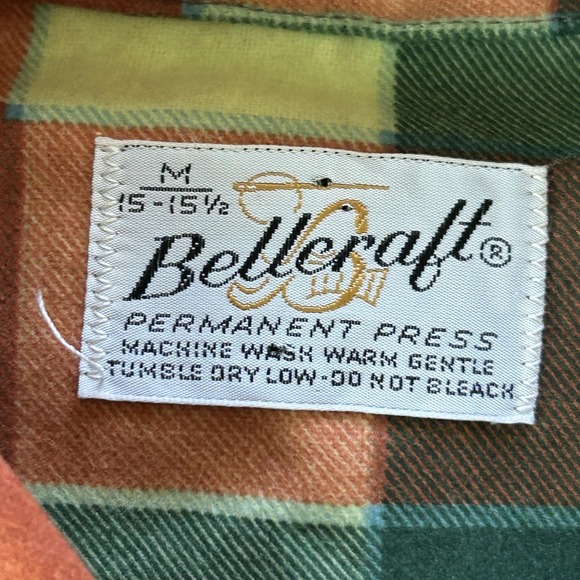 M
15-15½
Bellcraft®
PERMANENT PRESS
MACHINE WASH WARM GENTLE
TUMBLE DRY LOW-DO NOT BLEACH